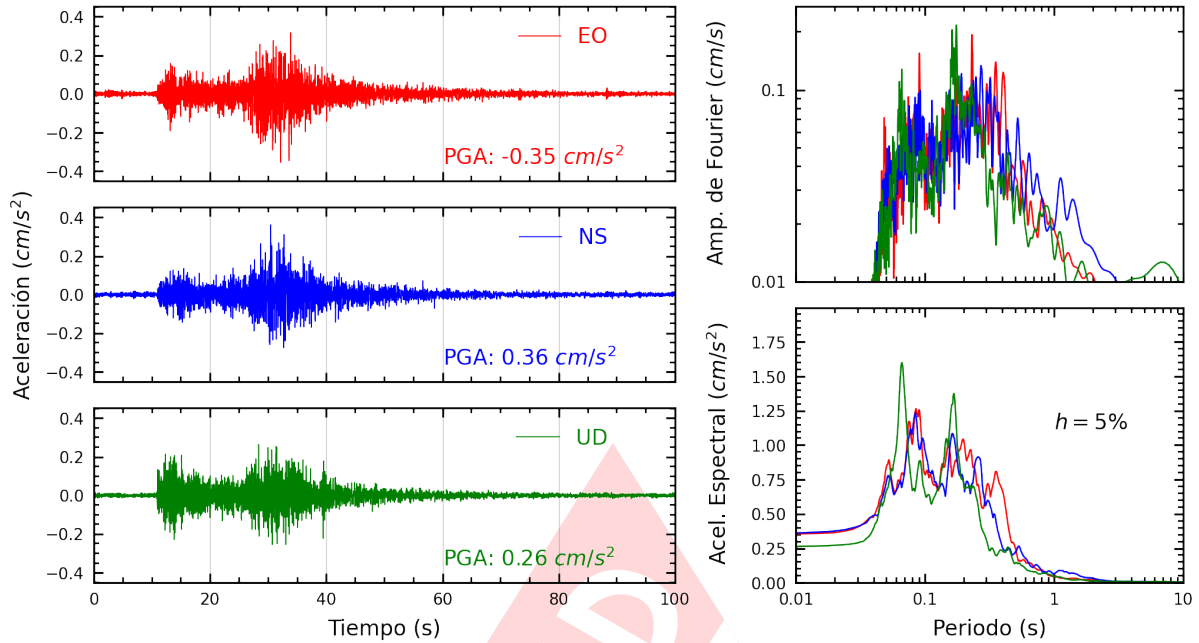 Aceleración (cm/s²)
0.4
0.2
0.0
−0.2
−0.4
EO
PGA: -0.35 cm/s²
0.4
0.2
0.0
−0.2
−0.4
NS
PGA: 0.36 cm/s²
0.4
0.2
0.0
−0.2
−0.4
UD
PGA: 0.26 cm/s²
0 20 40 60 80 100
Tiempo (s)
Amp. de Fourier (cm/s)
0.1
0.01
Acel. Espectral (cm/s²)
1.75
1.50
1.25
1.00
0.75
0.50
0.25
0.00
h = 5%
0.01 0.1 1 10
Periodo (s)